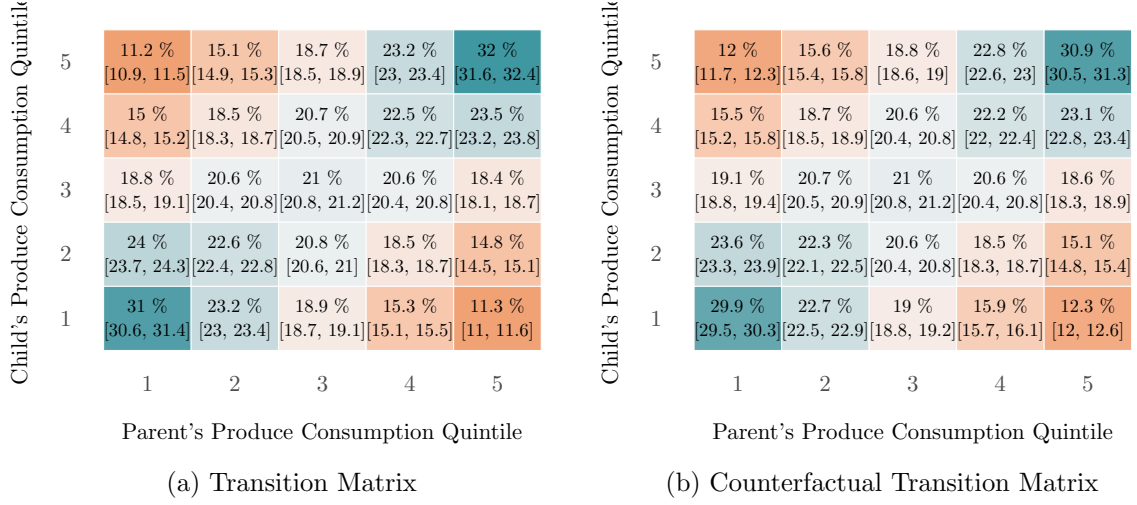 Child's Produce Consumption Quintile
5
11.2 % 15.1 % 18.7 % 23.2 % 32 %
[10.9, 11.5] [14.9, 15.3] [18.5, 18.9] [23, 23.4] [31.6, 32.4]
4
15 % 18.5 % 20.7 % 22.5 % 23.5 %
[14.8, 15.2] [18.3, 18.7] [20.5, 20.9] [22.3, 22.7] [23.2, 23.8]
3
18.8 % 20.6 % 21 % 20.6 % 18.4 %
[18.5, 19.1] [20.4, 20.8] [20.8, 21.2] [20.4, 20.8] [18.1, 18.7]
2
24 % 22.6 % 20.8 % 18.5 % 14.8 %
[23.7, 24.3] [22.4, 22.8] [20.6, 21] [18.3, 18.7] [14.5, 15.1]
1
31 % 23.2 % 18.9 % 15.3 % 11.3 %
[30.6, 31.4] [23, 23.4] [18.7, 19.1] [15.1, 15.5] [11, 11.6]
1 2 3 4 5
Parent's Produce Consumption Quintile
(a) Transition Matrix
Child's Produce Consumption Quintile
5
12 % 15.6 % 18.8 % 22.8 % 30.9 %
[11.7, 12.3] [15.4, 15.8] [18.6, 19] [22.6, 23] [30.5, 31.3]
4
15.5 % 18.7 % 20.6 % 22.2 % 23.1 %
[15.2, 15.8] [18.5, 18.9] [20.4, 20.8] [22, 22.4] [22.8, 23.4]
3
19.1 % 20.7 % 21 % 20.6 % 18.6 %
[18.8, 19.4] [20.5, 20.9] [20.8, 21.2] [20.4, 20.8] [18.3, 18.9]
2
23.6 % 22.3 % 20.6 % 18.5 % 15.1 %
[23.3, 23.9] [22.1, 22.5] [20.4, 20.8] [18.3, 18.7] [14.8, 15.4]
1
29.9 % 22.7 % 19 % 15.9 % 12.3 %
[29.5, 30.3] [22.5, 22.9] [18.8, 19.2] [15.7, 16.1] [12, 12.6]
1 2 3 4 5
Parent's Produce Consumption Quintile
(b) Counterfactual Transition Matrix